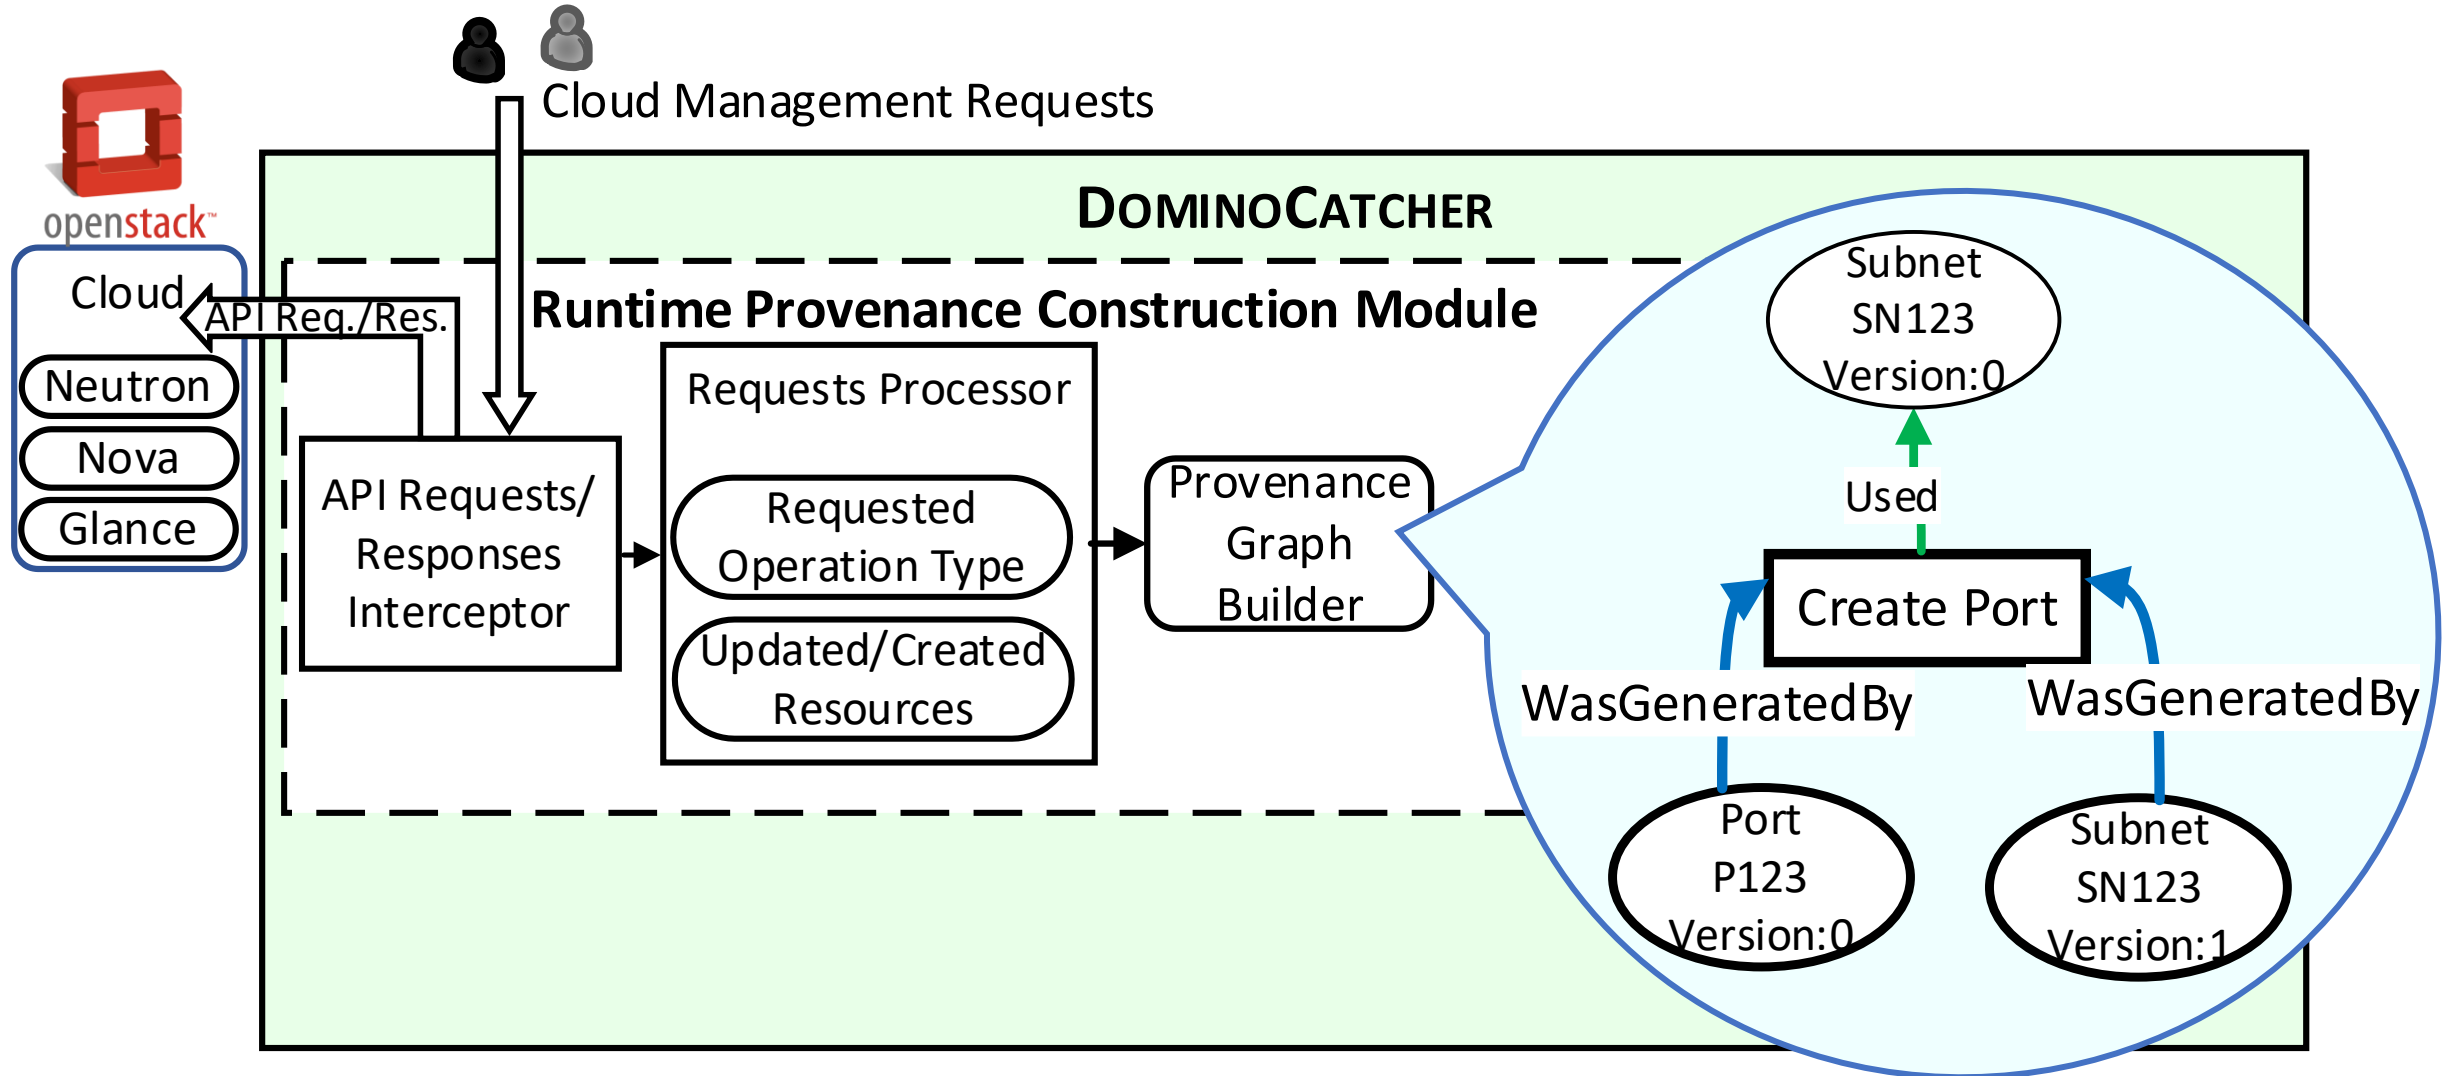 Cloud Management Requests
openstack™
DOMINOCATCHER
Cloud
API Req./Res.
Neutron
Nova
Glance
Runtime Provenance Construction Module
API Requests/
Responses
Interceptor
Requests Processor
Requested
Operation Type
Updated/Created
Resources
Provenance
Graph
Builder
Subnet
SN123
Version:0
Used
Create Port
WasGeneratedBy
WasGeneratedBy
Port
P123
Version:0
Subnet
SN123
Version:1